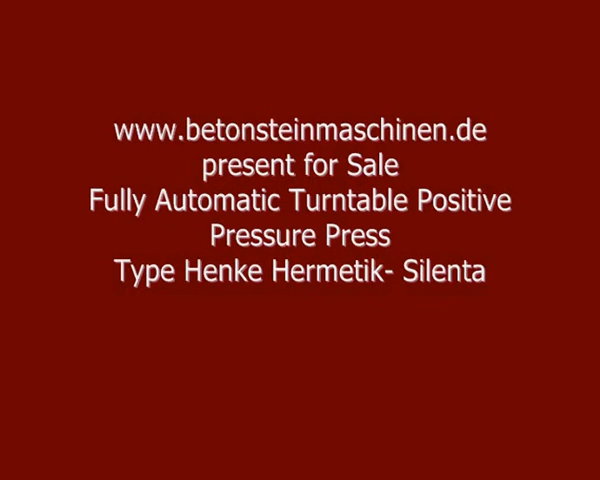 www.betonsteinmaschinen.de
present for Sale
Fully Automatic Turntable Positive
Pressure Press
Type Henke Hermetik- Silenta